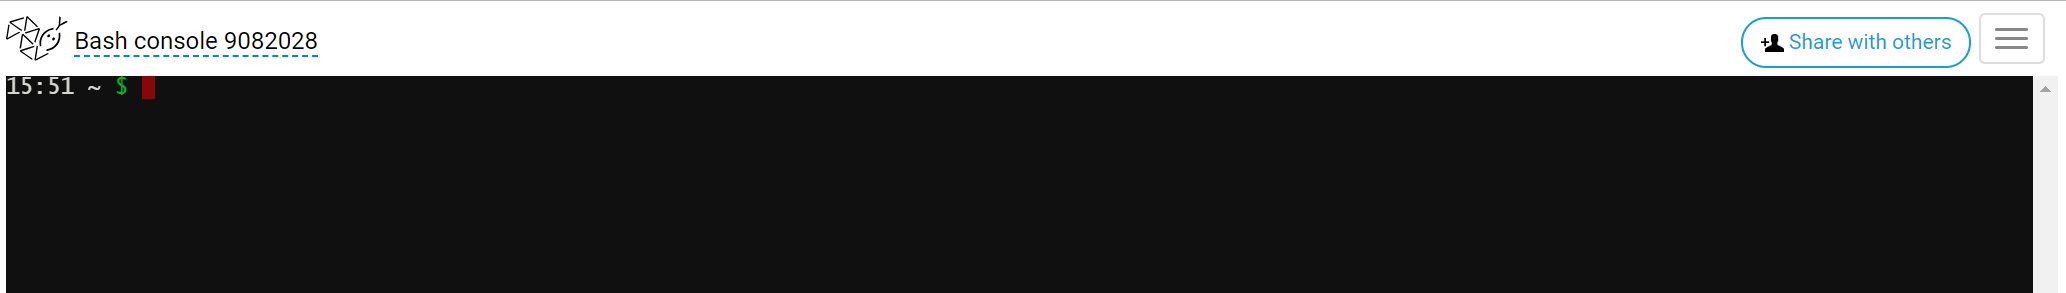 Bash console 9082028
Share with others
15:51 ~ $